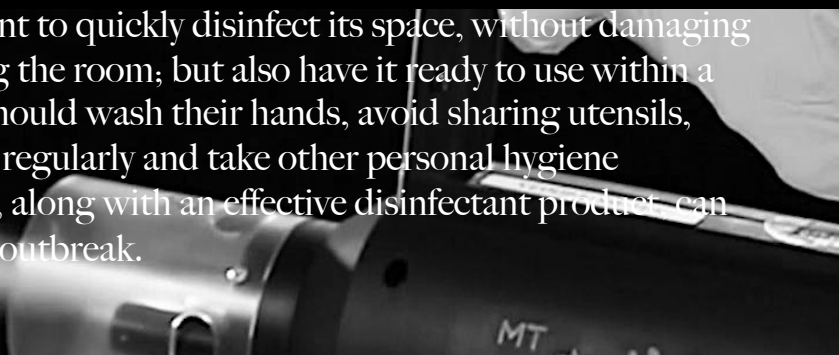 nt to quickly disinfect its space, without damaging
g the room; but also have it ready to use within a
hould wash their hands, avoid sharing utensils,
regularly and take other personal hygiene
, along with an effective disinfectant product, can
outbreak.
MT